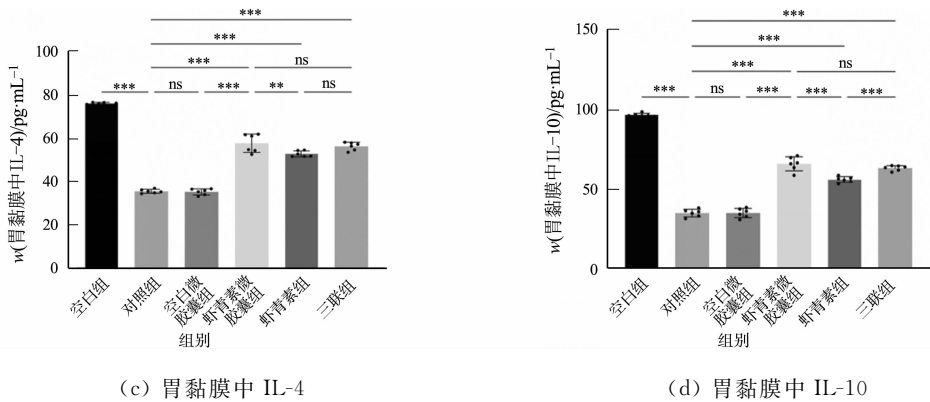 ***
***
***
ns
***
ns
***
**
ns
100
80
60
40
20
0
w(胃黏膜中IL-4)/pg·mL⁻¹
空白组
对照组
空白微
胶囊组
虾青素微
胶囊组
虾青素组
三联组
组别
(c) 胃黏膜中 IL-4
***
***
***
ns
***
ns
***
***
***
150
100
50
0
w(胃黏膜中IL-10)/pg·mL⁻¹
空白组
对照组
空白微
胶囊组
虾青素微
胶囊组
虾青素组
三联组
组别
(d) 胃黏膜中 IL-10